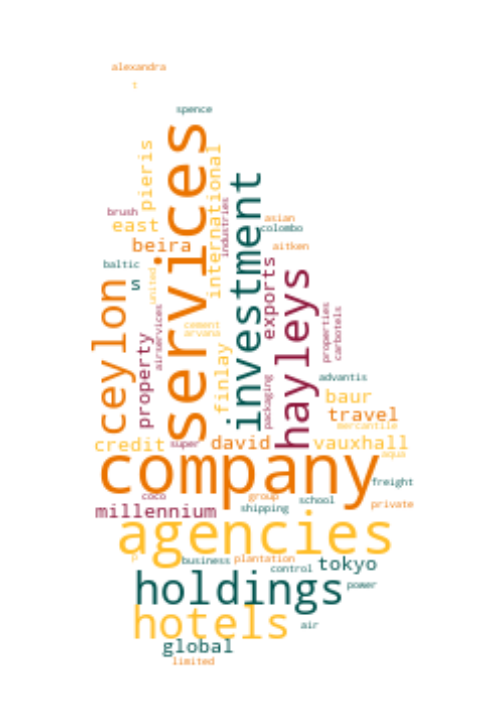 alexandra
T
spence
services
pieris
international
investment
brush
east
industries
asian
colombo
beira
aitken
baltic
s
united
exports
hayleys
ceylon
airservices
property
cement
arvana
finlay
properties
carbotels
packaging
advantis
baur
travel
mercantile
credit
super
david
vauxhall
company
aqua
freight
coco
group
school
private
millennium
shipping
agencies
p
business
plantation
control
tokyo
holdings
power
hotels
air
global
limited